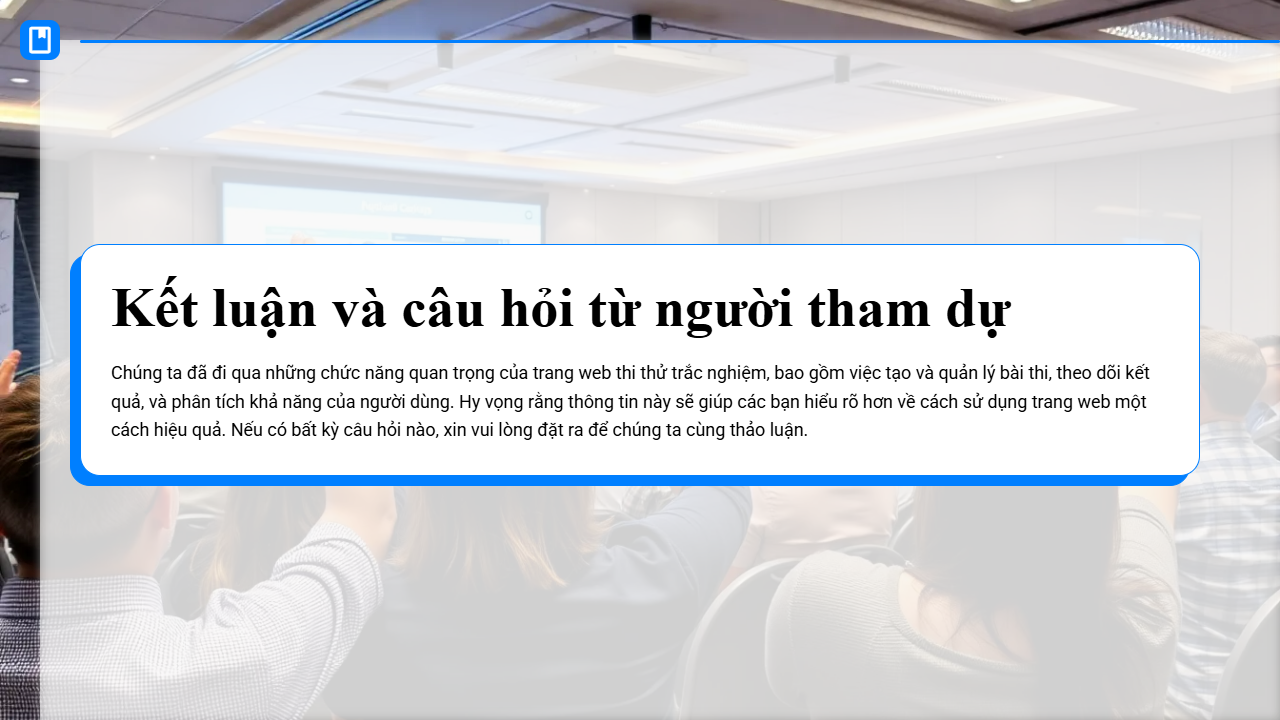 Kết luận và câu hỏi từ người tham dự
Chúng ta đã đi qua những chức năng quan trọng của trang web thi thử trắc nghiệm, bao gồm việc tạo và quản lý bài thi, theo dõi kết
quả, và phân tích khả năng của người dùng. Hy vọng rằng thông tin này sẽ giúp các bạn hiểu rõ hơn về cách sử dụng trang web một
cách hiệu quả. Nếu có bất kỳ câu hỏi nào, xin vui lòng đặt ra để chúng ta cùng thảo luận.